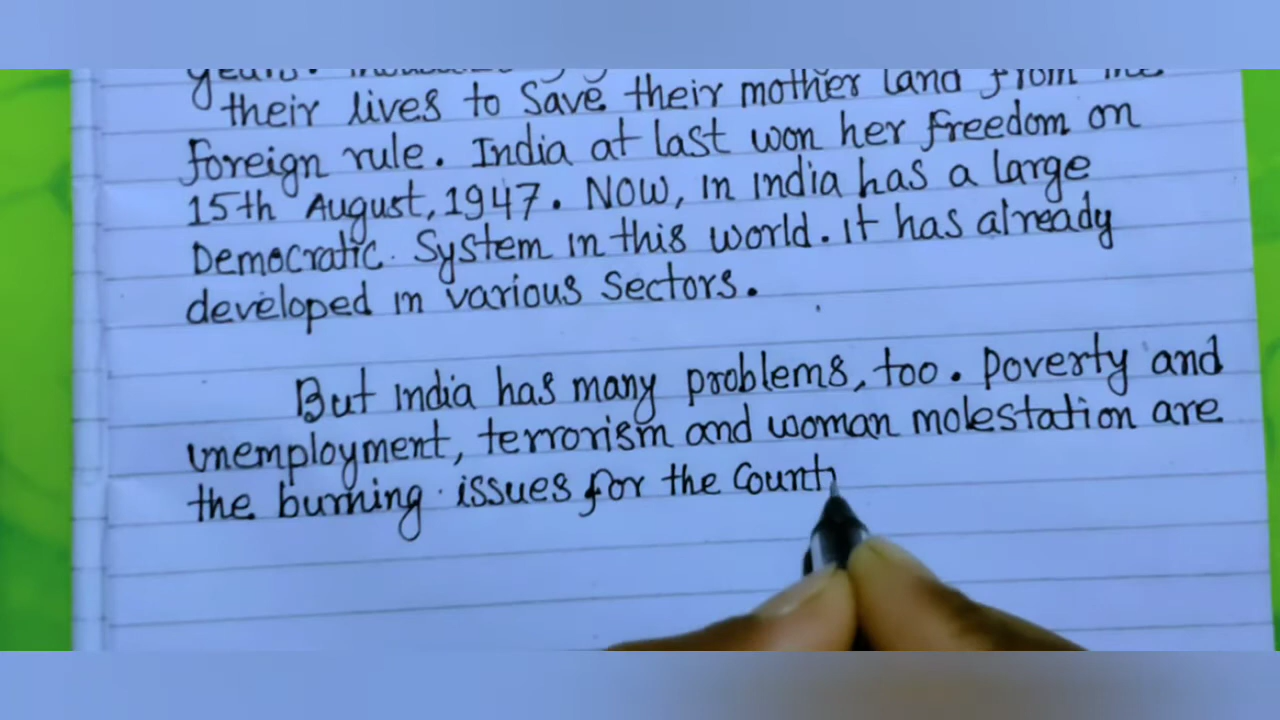 years.
their lives to Save their mother land from the
foreign rule. India at last won her freedom on
15th August, 1947. NOW, in india has a large
Democratic. System in this world. it has already
developed in various Sectors.
But india has many problems, too. poverty and
unemployment, terrorism and woman molestation are
the burning issues for the Count